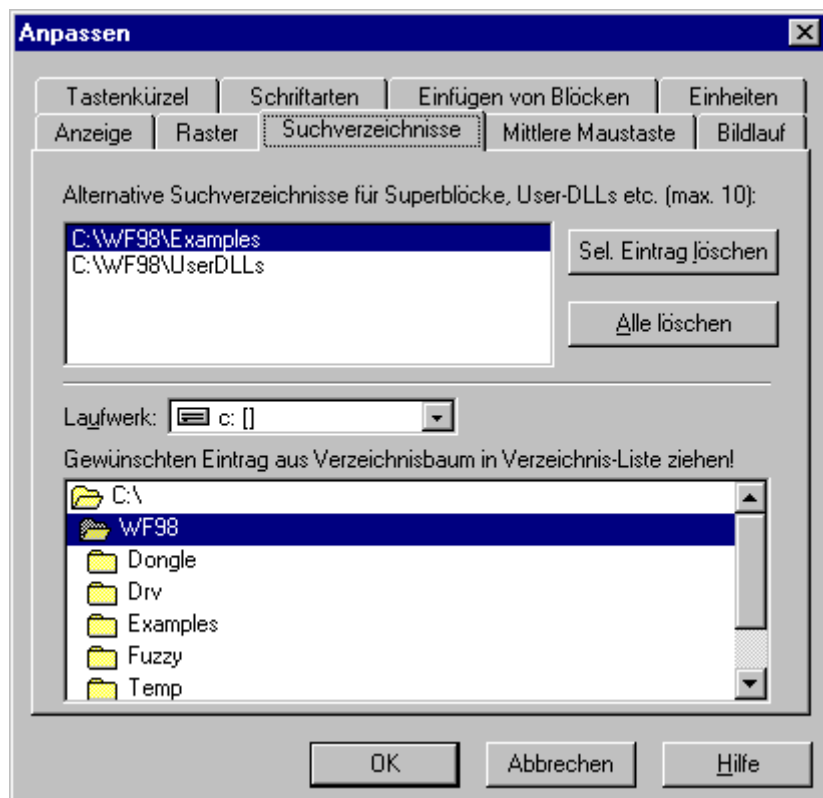 Anpassen
Tastenkürzel Schriftarten Einfügen von Blöcken Einheiten
Anzeige Raster Suchverzeichnisse Mittlere Maustaste Bildlauf
Alternative Suchverzeichnisse für Superblöcke, User-DLLs etc. (max. 10):
C:\WF98\Examples
C:\WF98\UserDLLs
Sel. Eintrag löschen
Alle löschen
Laufwerk: c: []
Gewünschten Eintrag aus Verzeichnisbaum in Verzeichnis-Liste ziehen!
C:\
WF98
Dongle
Drv
Examples
Fuzzy
Temp
OK Abbrechen Hilfe